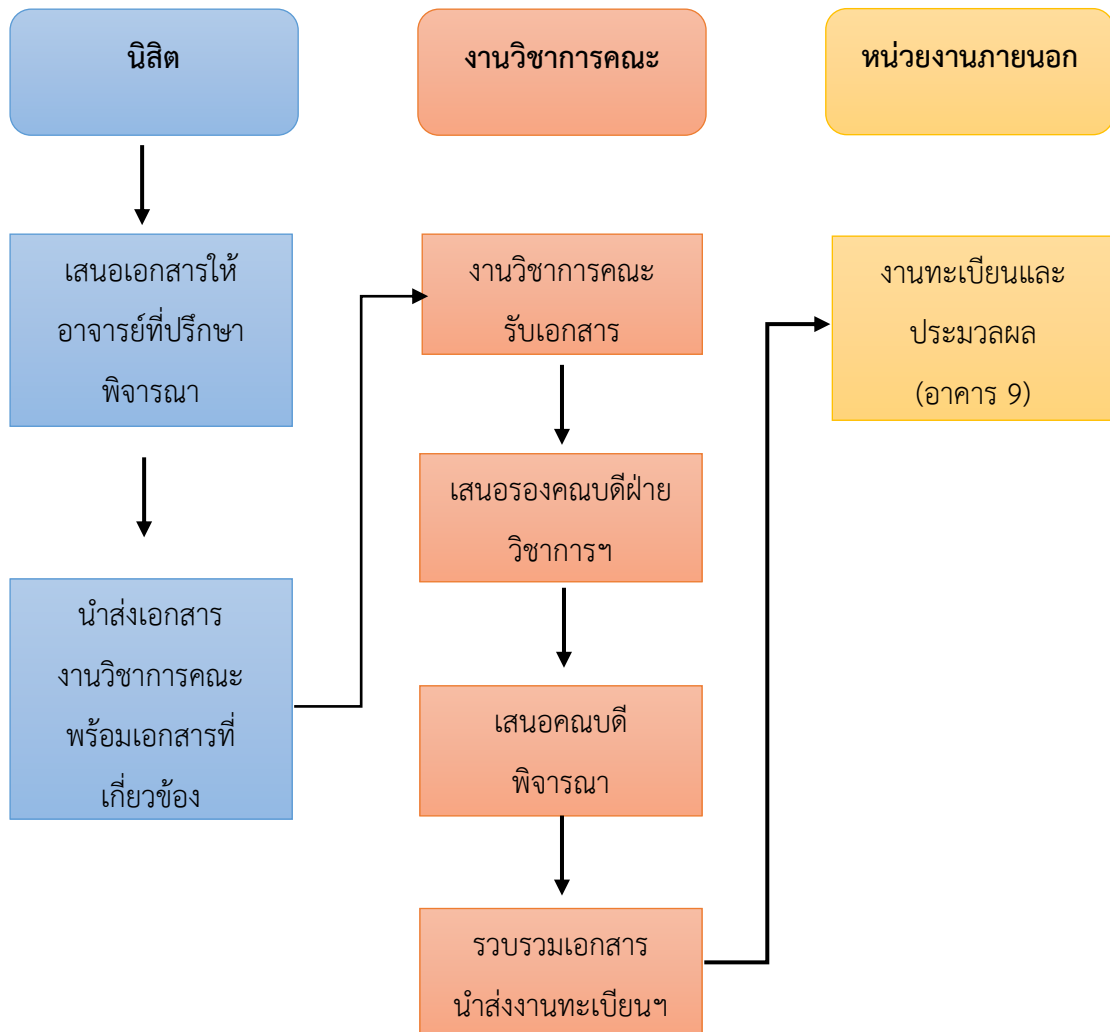 นิสิต
งานวิชาการคณะ
หน่วยงานภายนอก
เสนอเอกสารให้
อาจารย์ที่ปรึกษา
พิจารณา
นำส่งเอกสาร
งานวิชาการคณะ
พร้อมเอกสารที่
เกี่ยวข้อง
งานวิชาการคณะ
รับเอกสาร
เสนอรองคณบดีฝ่าย
วิชาการฯ
เสนอคณบดี
พิจารณา
รวบรวมเอกสาร
นำส่งงานทะเบียนฯ
งานทะเบียนและ
ประมวลผล
(อาคาร 9)